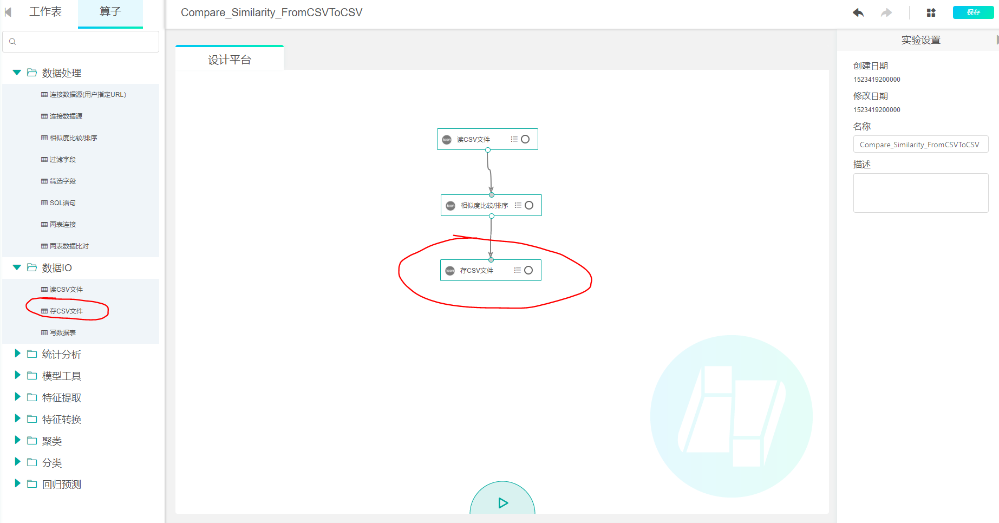 工作表
算子
Compare_Similarity_FromCSVToCSV
保存
数据处理
连接数据源(用户指定URL)
连接数据源
相似度比较/排序
过滤字段
筛选字段
SQL语句
两表连接
两表数据比对
数据IO
读CSV文件
存CSV文件
写数据表
统计分析
模型工具
特征提取
特征转换
聚类
分类
回归预测
设计平台
icon 读CSV文件
icon 相似度比较/排序
icon 存CSV文件
实验设置
创建日期
1523419200000
修改日期
1523419200000
名称
Compare_Similarity_FromCSVToCSV
描述